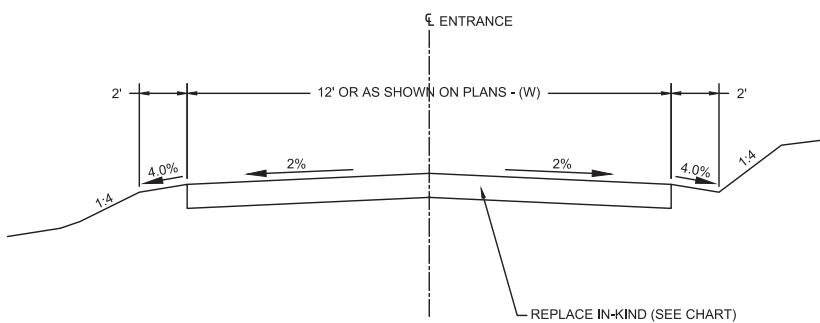 ℄ ENTRANCE
2' 12' OR AS SHOWN ON PLANS - (W) 2'
4.0% 2% 2% 4.0%
1:4 1:4
REPLACE IN-KIND (SEE CHART)